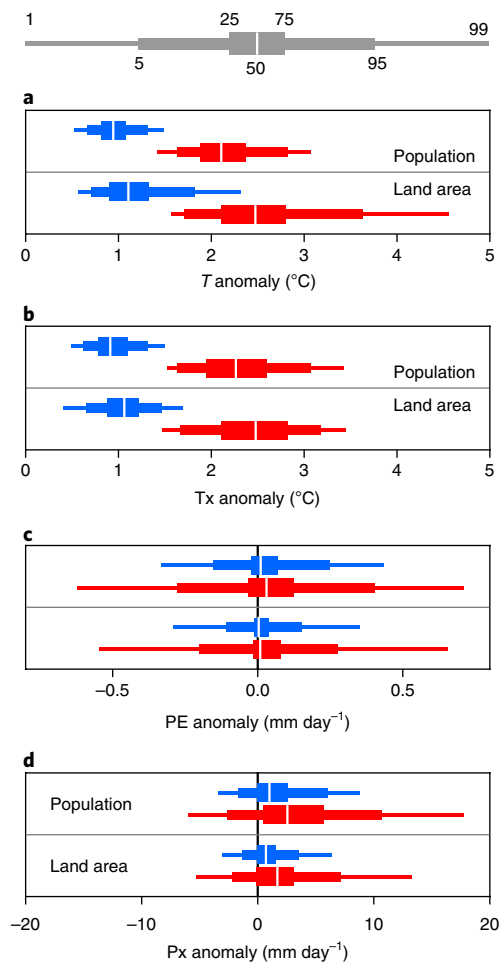 1
25
75
99
5
50
95
a
Population
Land area
0 1 2 3 4 5
T anomaly (°C)
b
Population
Land area
0 1 2 3 4 5
Tx anomaly (°C)
c
−0.5 0.0 0.5
PE anomaly (mm day⁻¹)
d
Population
Land area
−20 −10 0 10 20
Px anomaly (mm day⁻¹)